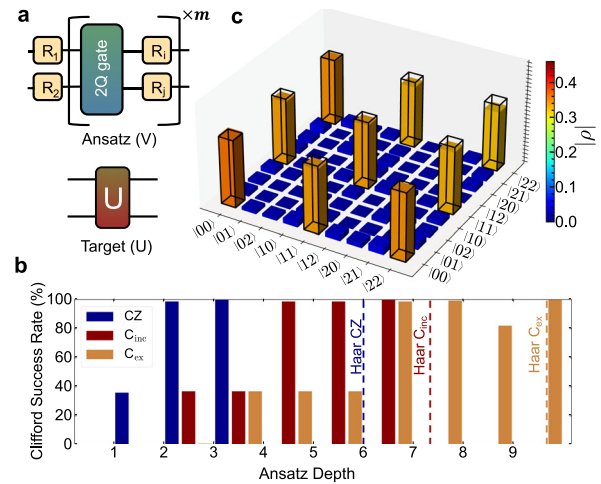 a
×m
R1
2Q gate
Ri
R2
Rj
Ansatz (V)
U
Target (U)
|00⟩
|01⟩
|02⟩
|10⟩
|11⟩
|12⟩
|20⟩
|21⟩
|22⟩
⟨00|
⟨01|
⟨02|
⟨10|
⟨11|
⟨12|
⟨20|
⟨21|
⟨22|
0.4
0.3
0.2
0.1
0.0
|ρ|
b
Clifford Success Rate (%)
100
80
60
40
20
0
CZ
Cinc
Cex
Haar CZ
Haar Cinc
Haar Cex
1 2 3 4 5 6 7 8 9
Ansatz Depth